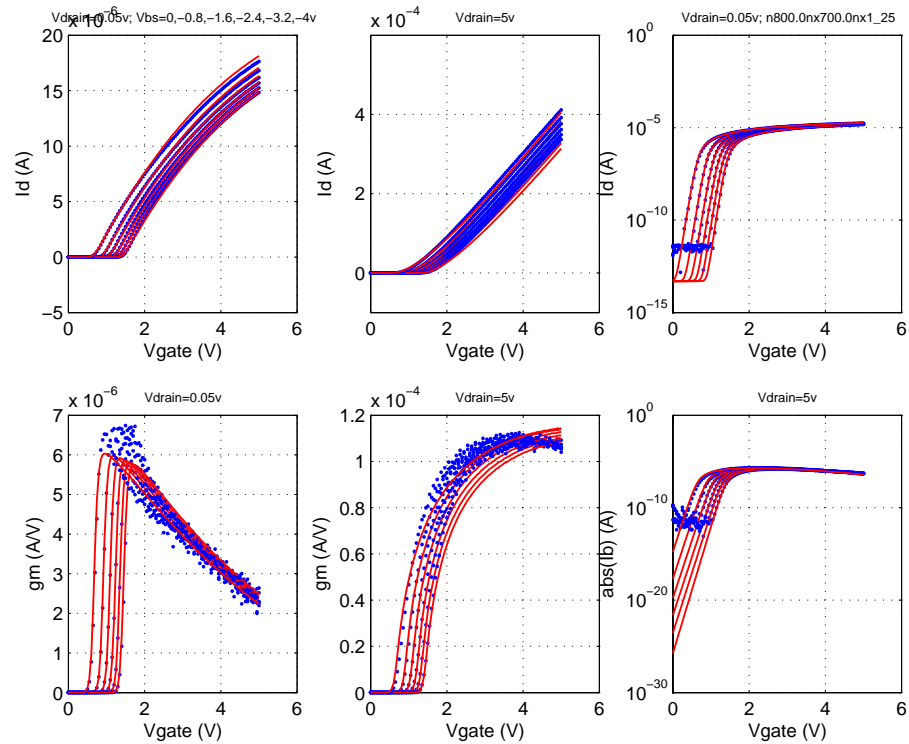 x 10−6 Vdrain=0.05v; Vbs=0,−0.8,−1.6,−2.4,−3.2,−4v
20
15
10
5
0
−5
Id (A)
0 2 4 6
Vgate (V)
x 10−4 Vdrain=5v
6
4
2
0
Id (A)
0 2 4 6
Vgate (V)
Vdrain=0.05v; n800.0nx700.0nx1_25
10^0
10^−5
10^−10
10^−15
Id (A)
0 2 4 6
Vgate (V)
x 10−6 Vdrain=0.05v
7
6
5
4
3
2
1
0
gm (A/V)
0 2 4 6
Vgate (V)
x 10−4 Vdrain=5v
1.2
1
0.8
0.6
0.4
0.2
0
gm (A/V)
0 2 4 6
Vgate (V)
Vdrain=5v
10^0
10^−10
10^−20
10^−30
abs(Ib) (A)
0 2 4 6
Vgate (V)